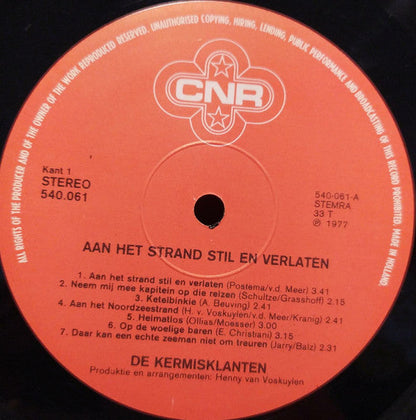 ALL RIGHTS OF THE PRODUCER AND OF THE OWNER OF THE WORK REPRODUCED RESERVED. UNAUTHORISED COPYING, HIRING, LENDING, PUBLIC PERFORMANCE AND BROADCASTING OF THIS RECORD PROHIBITED. MADE IN HOLLAND.
CNR
Kant 1
STEREO
540.061
540-061-A
STEMRA
33 T
℗ 1977
AAN HET STRAND STIL EN VERLATEN
1. Aan het strand stil en verlaten (Postema/v.d. Meer) 3.41
2. Neem mij mee kapitein op die reizen (Schultze/Grasshoff) 2.15
3. Ketelbinkie (A. Beuving) 2.41
4. Aan het Noordzeestrand (H. v. Voskuylen/v.d. Meer/Kranig) 2.41
5. Heimatlos (Ollias/Moesser) 3.00
6. Op de woelige baren (E. Christiani) 3.15
7. Daar kan een echte zeeman niet om treuren (Jarry/Balz) 2.31
DE KERMISKLANTEN
Produktie en arrangementen: Henny van Voskuylen